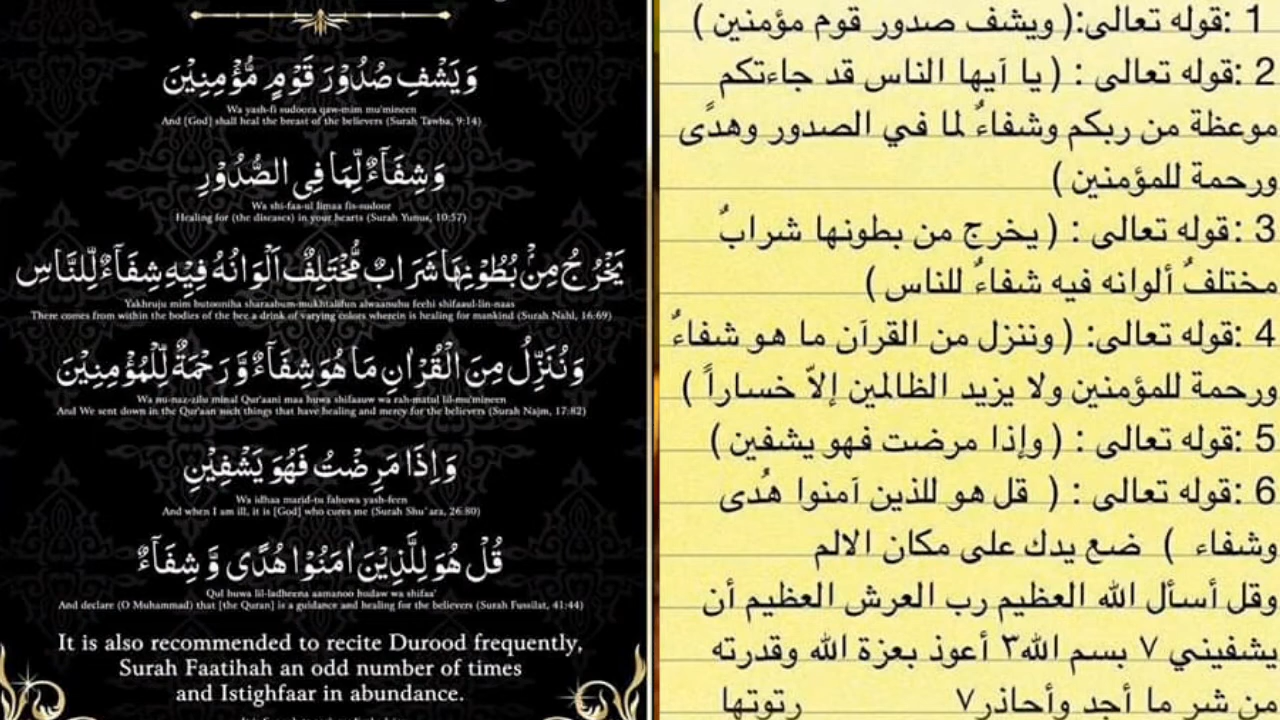 وَيَشْفِ صُدُوْرَ قَوْمٍ مُّؤْمِنِيْنَ
Wa yash-fi sudoora qaw-mim mu'mineen
And [God] shall heal the breast of the believers (Surah Tawba, 9:14)
وَشِفَآءٌ لِّمَا فِى الصُّدُوْرِ
Wa shi-faa-ul limaa fis-sudoor
Healing for (the diseases) in your hearts (Surah Yunus, 10:57)
يَخْرُجُ مِنْۢ بُطُوْنِهَا شَرَابٌ مُّخْتَلِفٌ اَلْوَانُهٗ فِيْهِ شِفَآءٌ لِّلنَّاسِ
Yakhruju mim butooniha sharaabum-mukhtalifun alwaanuhu feehi shifaaul-lin-naas
There comes from within the bodies of the bee a drink of varying colors wherein is healing for mankind (Surah Nahl, 16:69)
وَنُنَزِّلُ مِنَ الْقُرْاٰنِ مَا هُوَ شِفَآءٌ وَّرَحْمَةٌ لِّلْمُؤْمِنِيْنَ
Wa nu-naz-zilu minal Qur'aani maa huwa shifaauw wa rah-matul lil-mu'mineen
And We sent down in the Qur'aan such things that have healing and mercy for the believers (Surah Najm, 17:82)
وَاِذَا مَرِضْتُ فَهُوَ يَشْفِيْنِ
Wa idhaa marid-tu fahuwa yash-feen
And when I am ill, it is [God] who cures me (Surah Shu'ara, 26:80)
قُلْ هُوَ لِلَّذِيْنَ اٰمَنُوْا هُدًى وَّشِفَآءٌ
Qul huwa lil-ladheena aamanoo hudaw wa shifaa'
And declare (O Muhammad) that [the Quran] is a guidance and healing for the believers (Surah Fussilat, 41:44)
It is also recommended to recite Durood frequently,
Surah Faatihah an odd number of times
and Istighfaar in abundance.
1 :قوله تعالى:( ويشف صدور قوم مؤمنين )
2 :قوله تعالى : ( يا آيها الناس قد جاءتكم
موعظة من ربكم وشفاءٌ لما في الصدور وهدًى
ورحمة للمؤمنين )
3 :قوله تعالى : ( يخرج من بطونها شرابٌ
مختلفٌ ألوانه فيه شفاءٌ للناس )
4 :قوله تعالى: ( وننزل من القرآن ما هو شفاءٌ
ورحمة للمؤمنين ولا يزيد الظالمين إلاّ خساراً )
5 :قوله تعالى : ( وإذا مرضت فهو يشفين )
6 :قوله تعالى : ( قل هو للذين آمنوا هُدى
وشفاء ) ضع يدك على مكان الالم
وقل أسأل الله العظيم رب العرش العظيم أن
يشفيني ٧ بسم الله٣ أعوذ بعزة الله وقدرته
من شر ما أجد وأحاذر٧ رتوتها